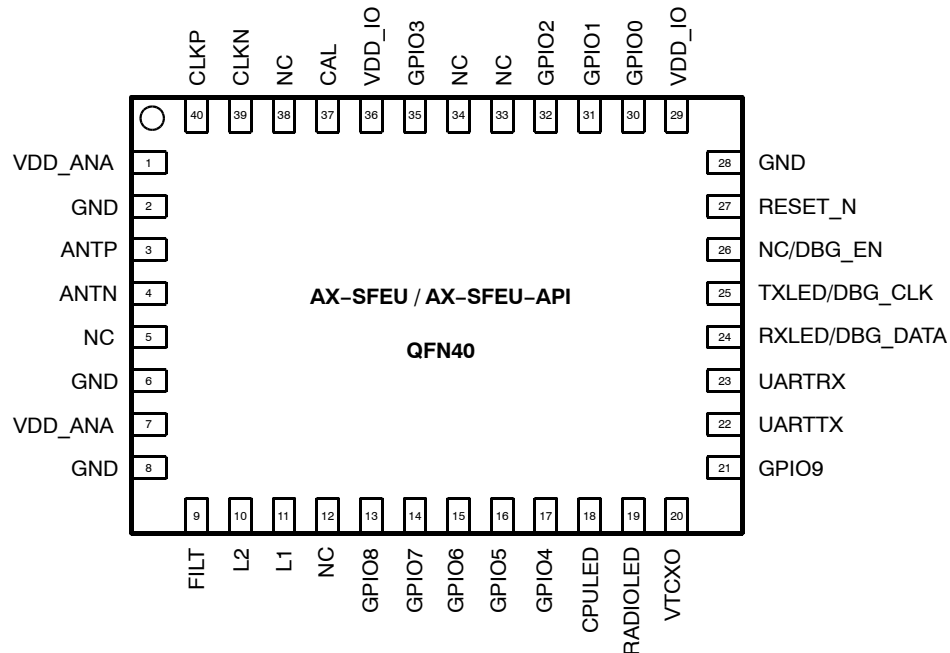 CLKP
CLKN
NC
CAL
VDD_IO
GPIO3
NC
NC
GPIO2
GPIO1
GPIO0
VDD_IO
40
39
38
37
36
35
34
33
32
31
30
29
VDD_ANA 1
GND 2
ANTP 3
ANTN 4
NC 5
GND 6
VDD_ANA 7
GND 8
AX–SFEU / AX–SFEU–API
QFN40
28 GND
27 RESET_N
26 NC/DBG_EN
25 TXLED/DBG_CLK
24 RXLED/DBG_DATA
23 UARTRX
22 UARTTX
21 GPIO9
9
10
11
12
13
14
15
16
17
18
19
20
FILT
L2
L1
NC
GPIO8
GPIO7
GPIO6
GPIO5
GPIO4
CPULED
RADIOLED
VTCXO